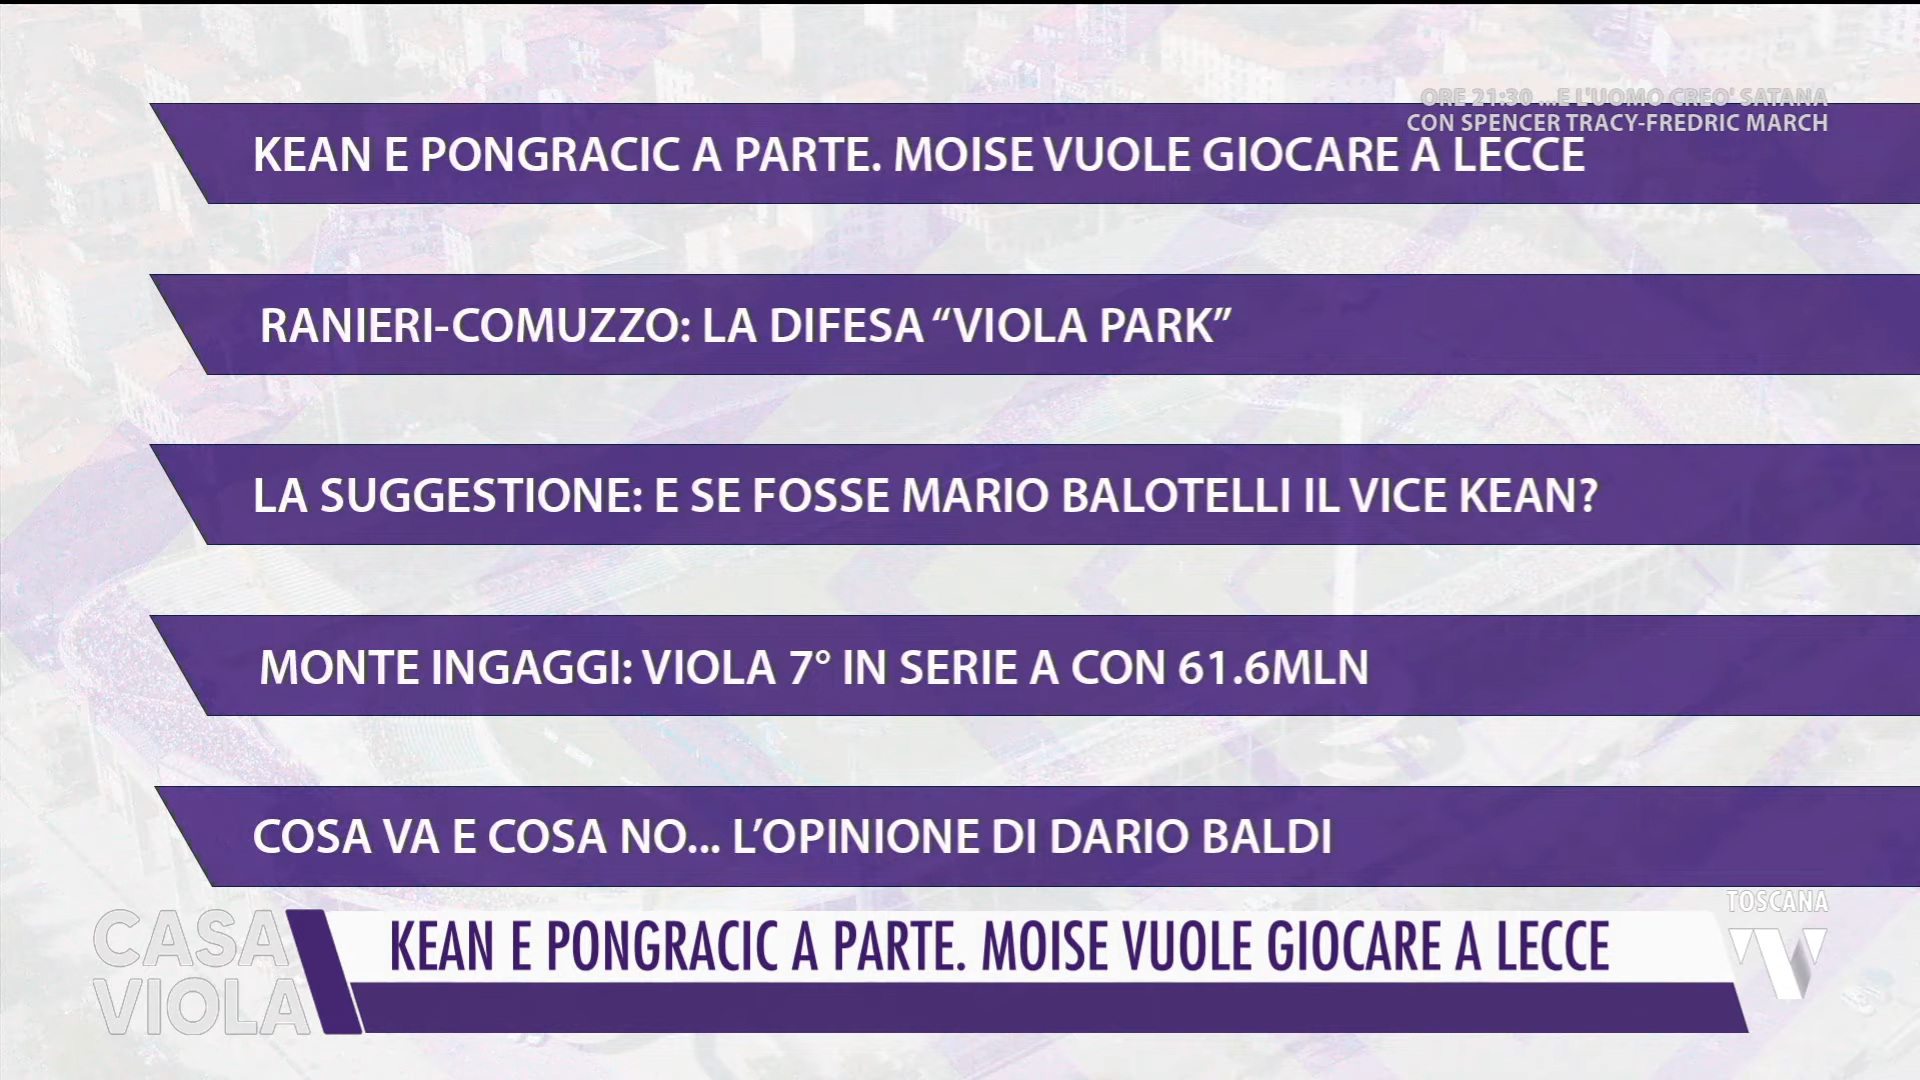 ORE 21:30 ...E L'UOMO CREO' SATANA
CON SPENCER TRACY-FREDRIC MARCH
KEAN E PONGRACIC A PARTE. MOISE VUOLE GIOCARE A LECCE
RANIERI-COMUZZO: LA DIFESA “VIOLA PARK”
LA SUGGESTIONE: E SE FOSSE MARIO BALOTELLI IL VICE KEAN?
MONTE INGAGGI: VIOLA 7° IN SERIE A CON 61.6MLN
COSA VA E COSA NO... L’OPINIONE DI DARIO BALDI
TOSCANA
TV
CASA
VIOLA
KEAN E PONGRACIC A PARTE. MOISE VUOLE GIOCARE A LECCE